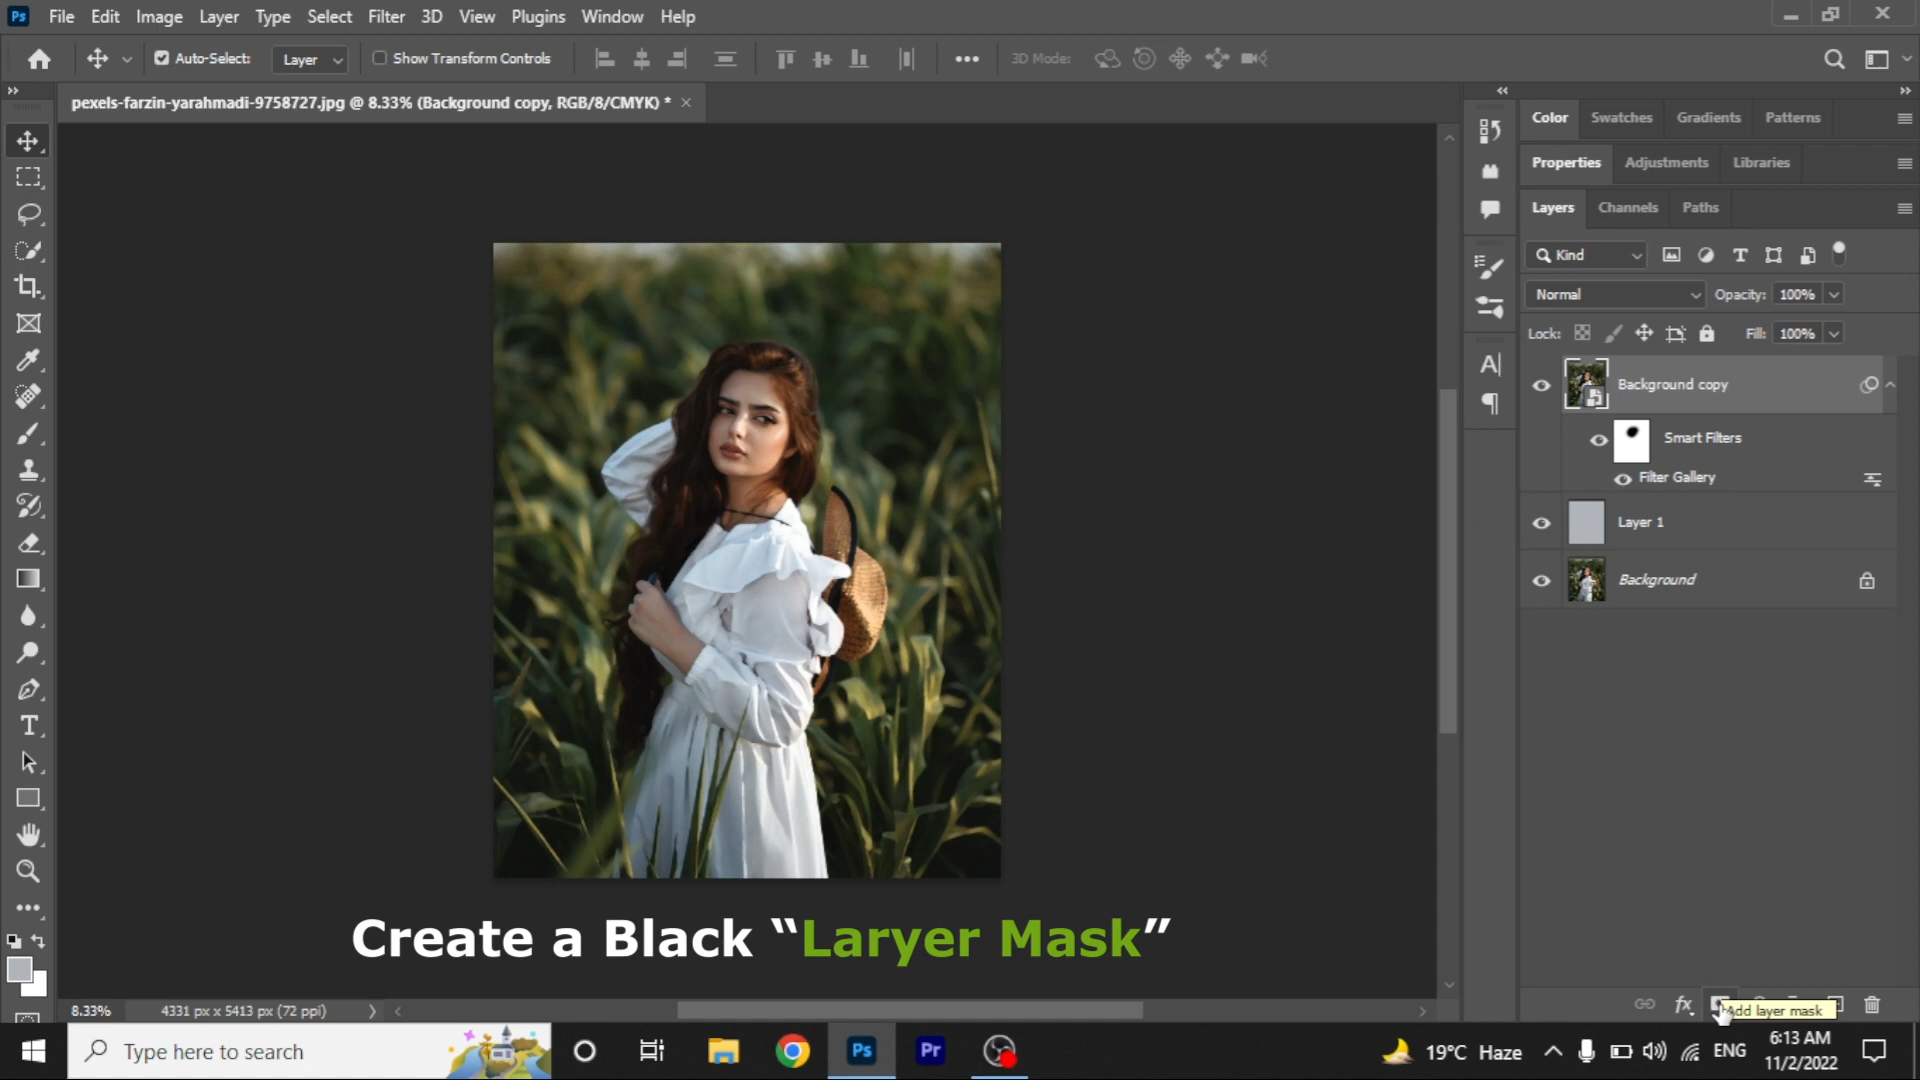 Ps File Edit Image Layer Type Select Filter 3D View Plugins Window Help
Auto-Select: Layer Show Transform Controls 3D Mode:
pexels-farzin-yarahmadi-9758727.jpg @ 8.33% (Background copy, RGB/8/CMYK) *
Color Swatches Gradients Patterns
Properties Adjustments Libraries
Layers Channels Paths
Kind
Normal Opacity: 100%
Lock: Fill: 100%
Background copy
Smart Filters
Filter Gallery
Layer 1
Background
Create a Black “Laryer Mask”
8.33% 4331 px x 5413 px (72 ppi)
fx
Add layer mask
Type here to search
Ps Pr
19°C Haze
ENG
6:13 AM
11/2/2022